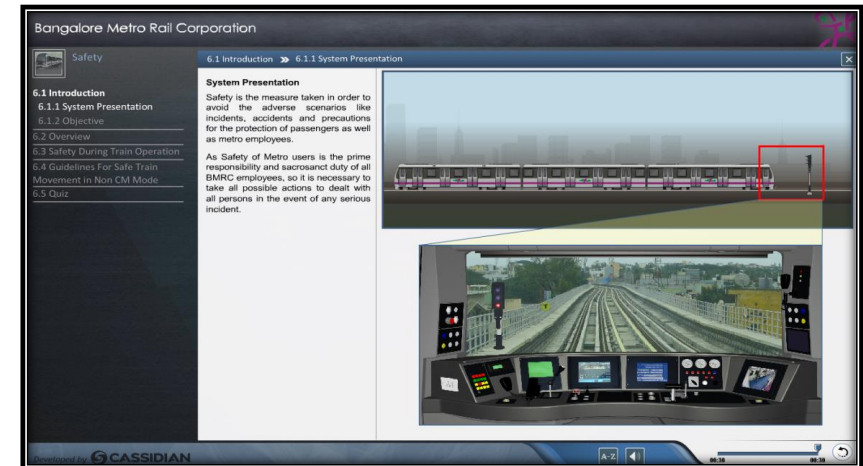 Bangalore Metro Rail Corporation
Safety
6.1 Introduction
6.1.1 System Presentation
6.1.2 Objective
6.2 Overview
6.3 Safety During Train Operation
6.4 Guidelines For Safe Train
Movement in Non CM Mode
6.5 Quiz
6.1 Introduction » 6.1.1 System Presentation
System Presentation
Safety is the measure taken in order to
avoid the adverse scenarios like
incidents, accidents and precautions
for the protection of passengers as well
as metro employees.
As Safety of Metro users is the prime
responsibility and sacrosanct duty of all
BMRC employees, so it is necessary to
take all possible actions to dealt with
all persons in the event of any serious
incident.
Developed by CASSIDIAN
A-Z
00:30
00:30